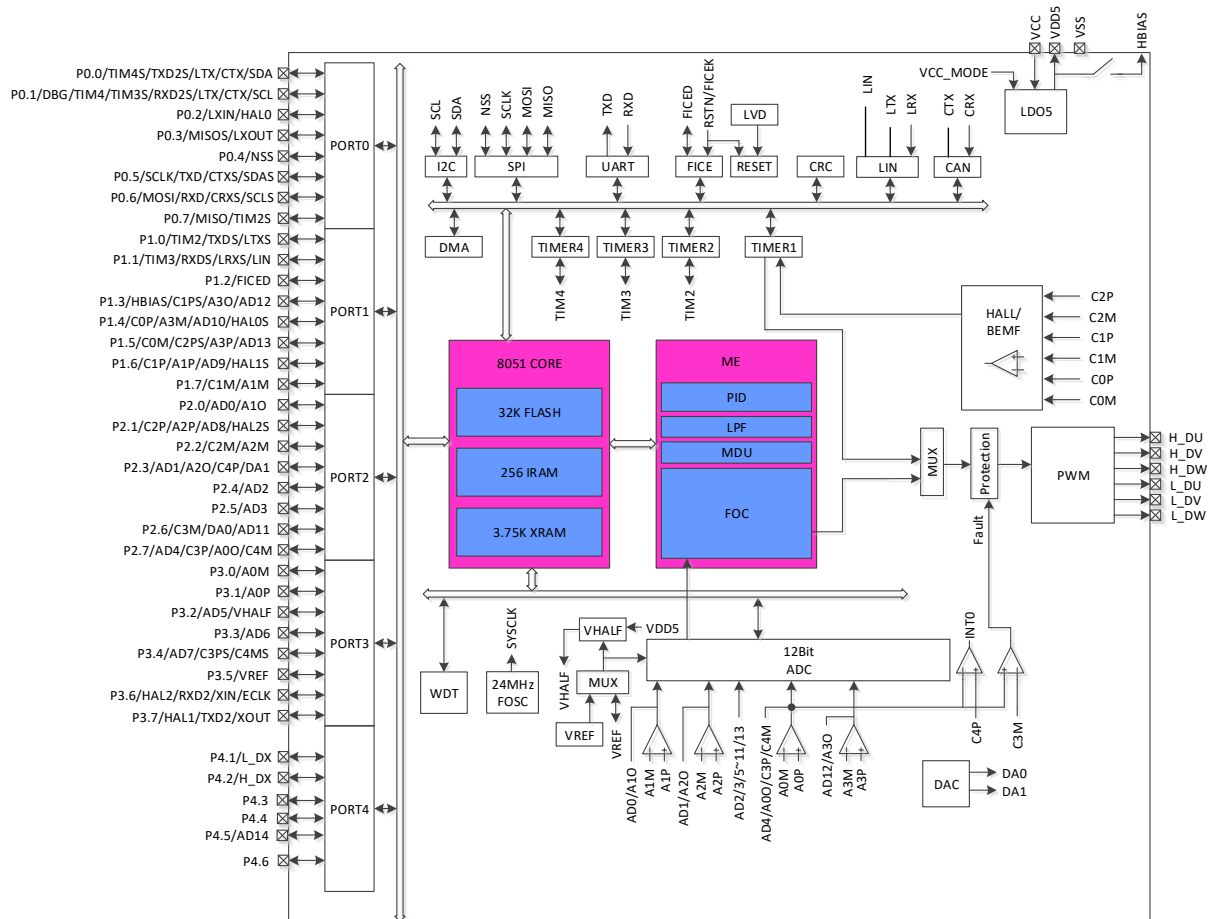 VCC
VDD5
VSS
HBIAS
VCC_MODE
LDO5
P0.0/TIM4S/TXD2S/LTX/CTX/SDA
P0.1/DBG/TIM4/TIM3S/RXD2S/LTX/CTX/SCL
P0.2/LXIN/HAL0
P0.3/MISOS/LXOUT
P0.4/NSS
P0.5/SCLK/TXD/CTXS/SDAS
P0.6/MOSI/RXD/CRXS/SCLS
P0.7/MISO/TIM2S
PORT0
P1.0/TIM2/TXDS/LTXS
P1.1/TIM3/RXDS/LRXS/LIN
P1.2/FICED
P1.3/HBIAS/C1PS/A3O/AD12
P1.4/C0P/A3M/AD10/HAL0S
P1.5/C0M/C2PS/A3P/AD13
P1.6/C1P/A1P/AD9/HAL1S
P1.7/C1M/A1M
PORT1
P2.0/AD0/A1O
P2.1/C2P/A2P/AD8/HAL2S
P2.2/C2M/A2M
P2.3/AD1/A2O/C4P/DA1
P2.4/AD2
P2.5/AD3
P2.6/C3M/DA0/AD11
P2.7/AD4/C3P/A0O/C4M
PORT2
P3.0/A0M
P3.1/A0P
P3.2/AD5/VHALF
P3.3/AD6
P3.4/AD7/C3PS/C4MS
P3.5/VREF
P3.6/HAL2/RXD2/XIN/ECLK
P3.7/HAL1/TXD2/XOUT
PORT3
P4.1/L_DX
P4.2/H_DX
P4.3
P4.4
P4.5/AD14
P4.6
PORT4
SCL
SDA
NSS
SCLK
MOSI
MISO
TXD
RXD
FICED
RSTN/FICEK
LVD
LIN
LTX
LRX
CTX
CRX
I2C
SPI
UART
FICE
RESET
CRC
LIN
CAN
DMA
TIMER4
TIMER3
TIMER2
TIMER1
TIM4
TIM3
TIM2
8051 CORE
32K FLASH
256 IRAM
3.75K XRAM
ME
PID
LPF
MDU
FOC
HALL/
BEMF
C2P
C2M
C1P
C1M
C0P
C0M
MUX
Protection
Fault
PWM
H_DU
H_DV
H_DW
L_DU
L_DV
L_DW
WDT
SYSCLK
24MHz
FOSC
VHALF
VDD5
VHALF
MUX
VREF
VREF
12Bit
ADC
AD0/A1O
A1M
A1P
AD1/A2O
A2M
A2P
AD2/3/5~11/13
AD4/A0O/C3P/C4M
A0M
A0P
AD12/A3O
A3M
A3P
INT0
C4P
C3M
DAC
DA0
DA1